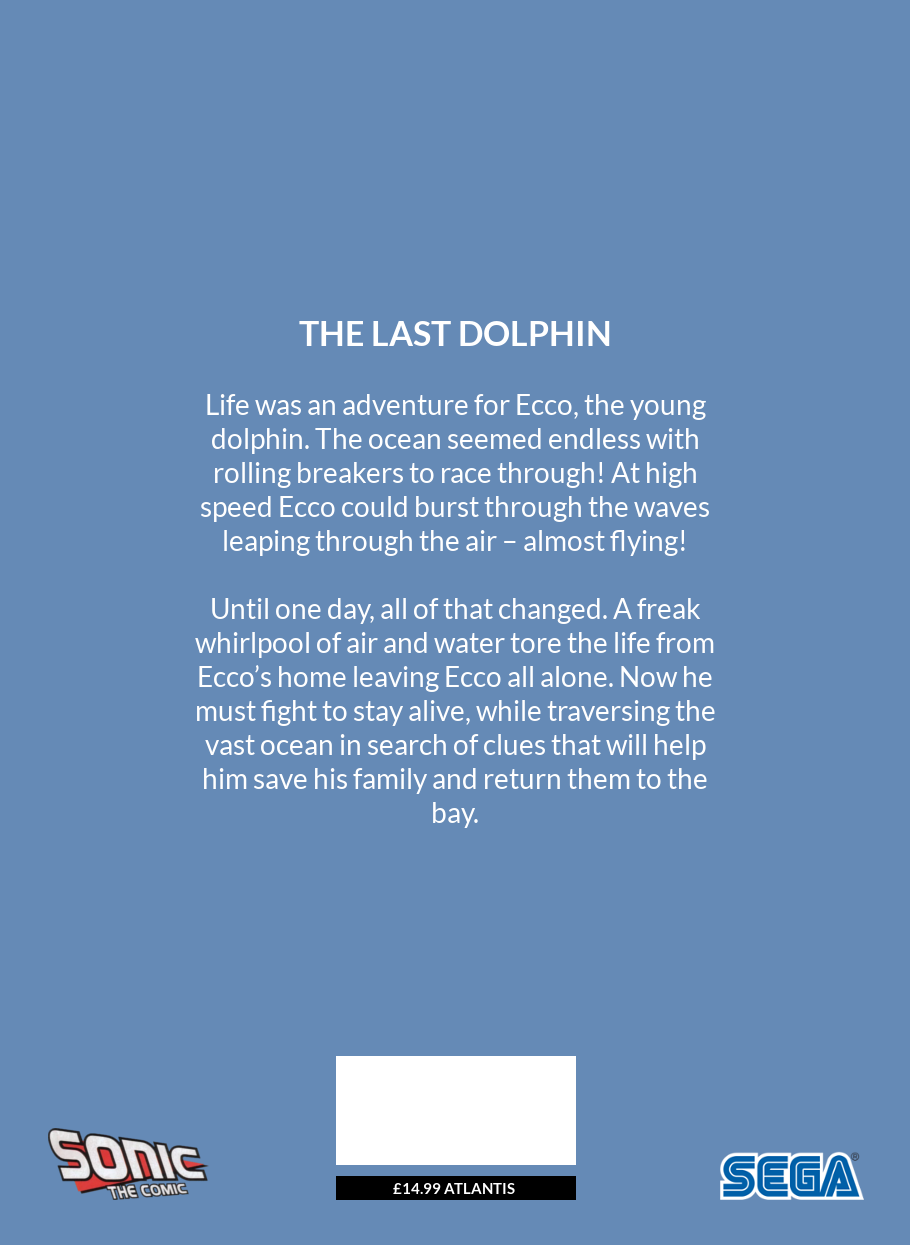 THE LAST DOLPHIN
Life was an adventure for Ecco, the young
dolphin. The ocean seemed endless with
rolling breakers to race through! At high
speed Ecco could burst through the waves
leaping through the air – almost flying!
Until one day, all of that changed. A freak
whirlpool of air and water tore the life from
Ecco’s home leaving Ecco all alone. Now he
must fight to stay alive, while traversing the
vast ocean in search of clues that will help
him save his family and return them to the
bay.
SONIC
THE COMIC
£14.99 ATLANTIS
SEGA®